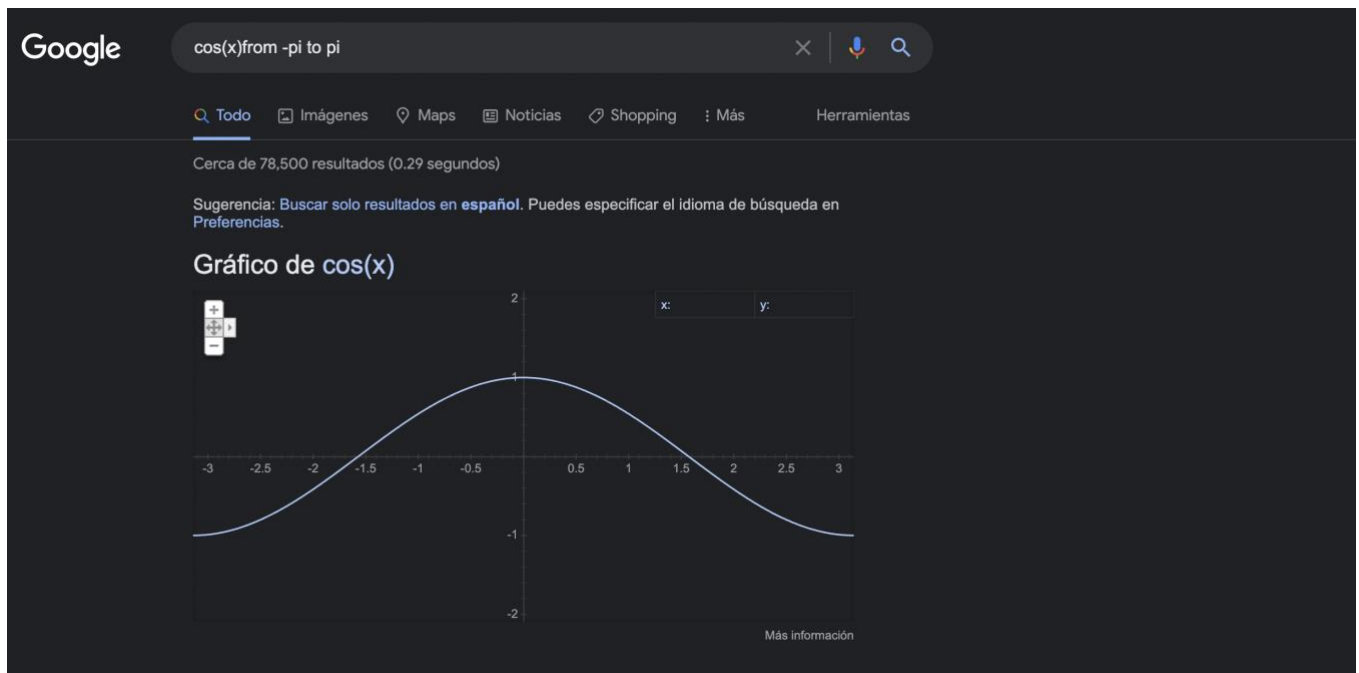 Google
cos(x)from -pi to pi
Todo Imágenes Maps Noticias Shopping Más Herramientas
Cerca de 78,500 resultados (0.29 segundos)
Sugerencia: Buscar solo resultados en español. Puedes especificar el idioma de búsqueda en
Preferencias.
Gráfico de cos(x)
2
x: y:
1
-3 -2.5 -2 -1.5 -1 -0.5 0.5 1 1.5 2 2.5 3
-1
-2
Más información